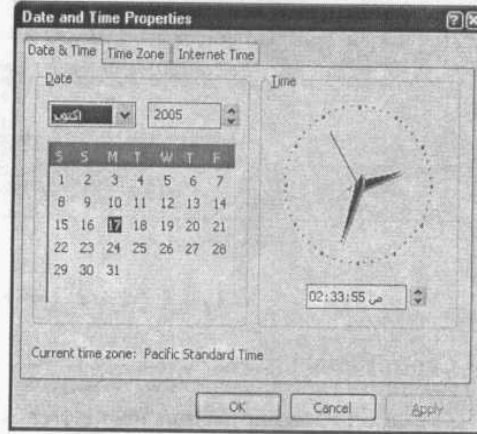 Date and Time Properties
Date & Time Time Zone Internet Time
Date
أكتوبر 2005
S S M T W T F
1 2 3 4 5 6 7
8 9 10 11 12 13 14
15 16 17 18 19 20 21
22 23 24 25 26 27 28
29 30 31
Time
02:33:55 ص
Current time zone: Pacific Standard Time
OK Cancel Apply